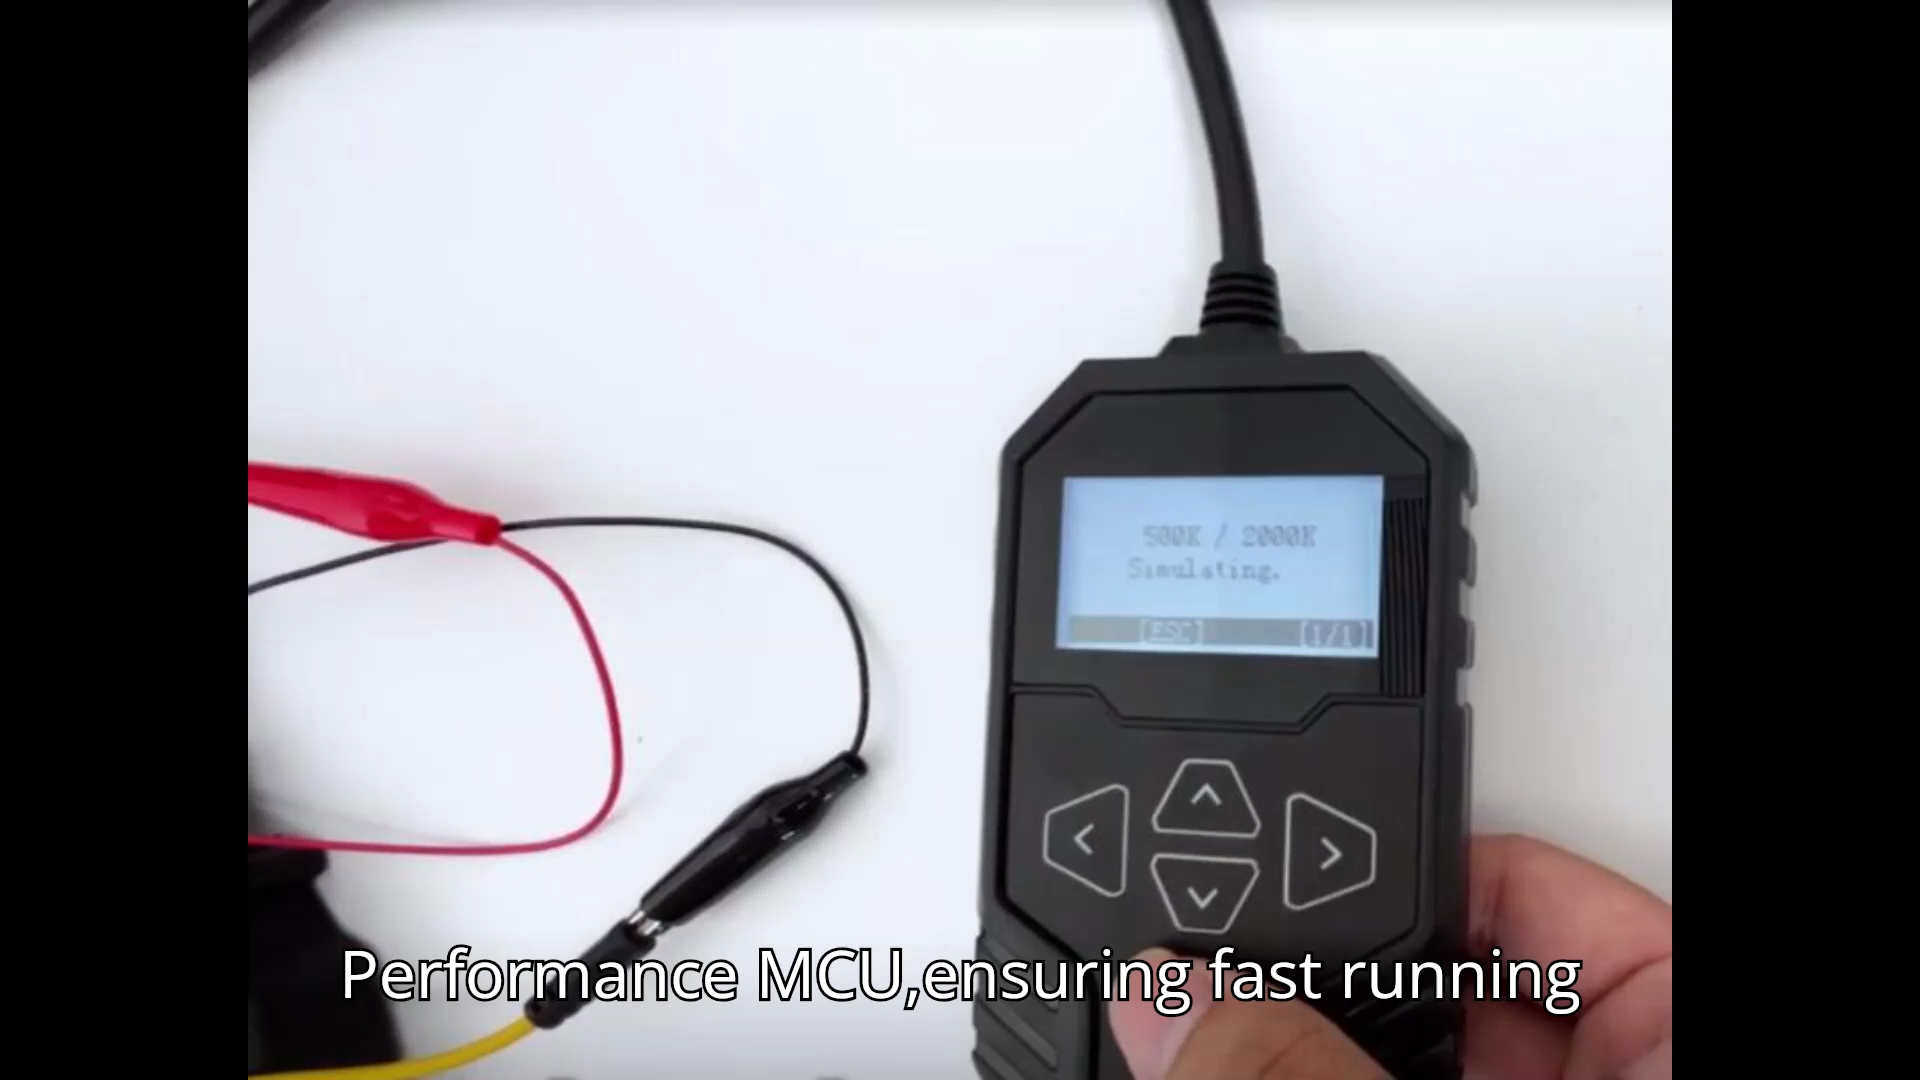 500K / 2000K
Simulating.
[ESC] [1/1]
Performance MCU,ensuring fast running